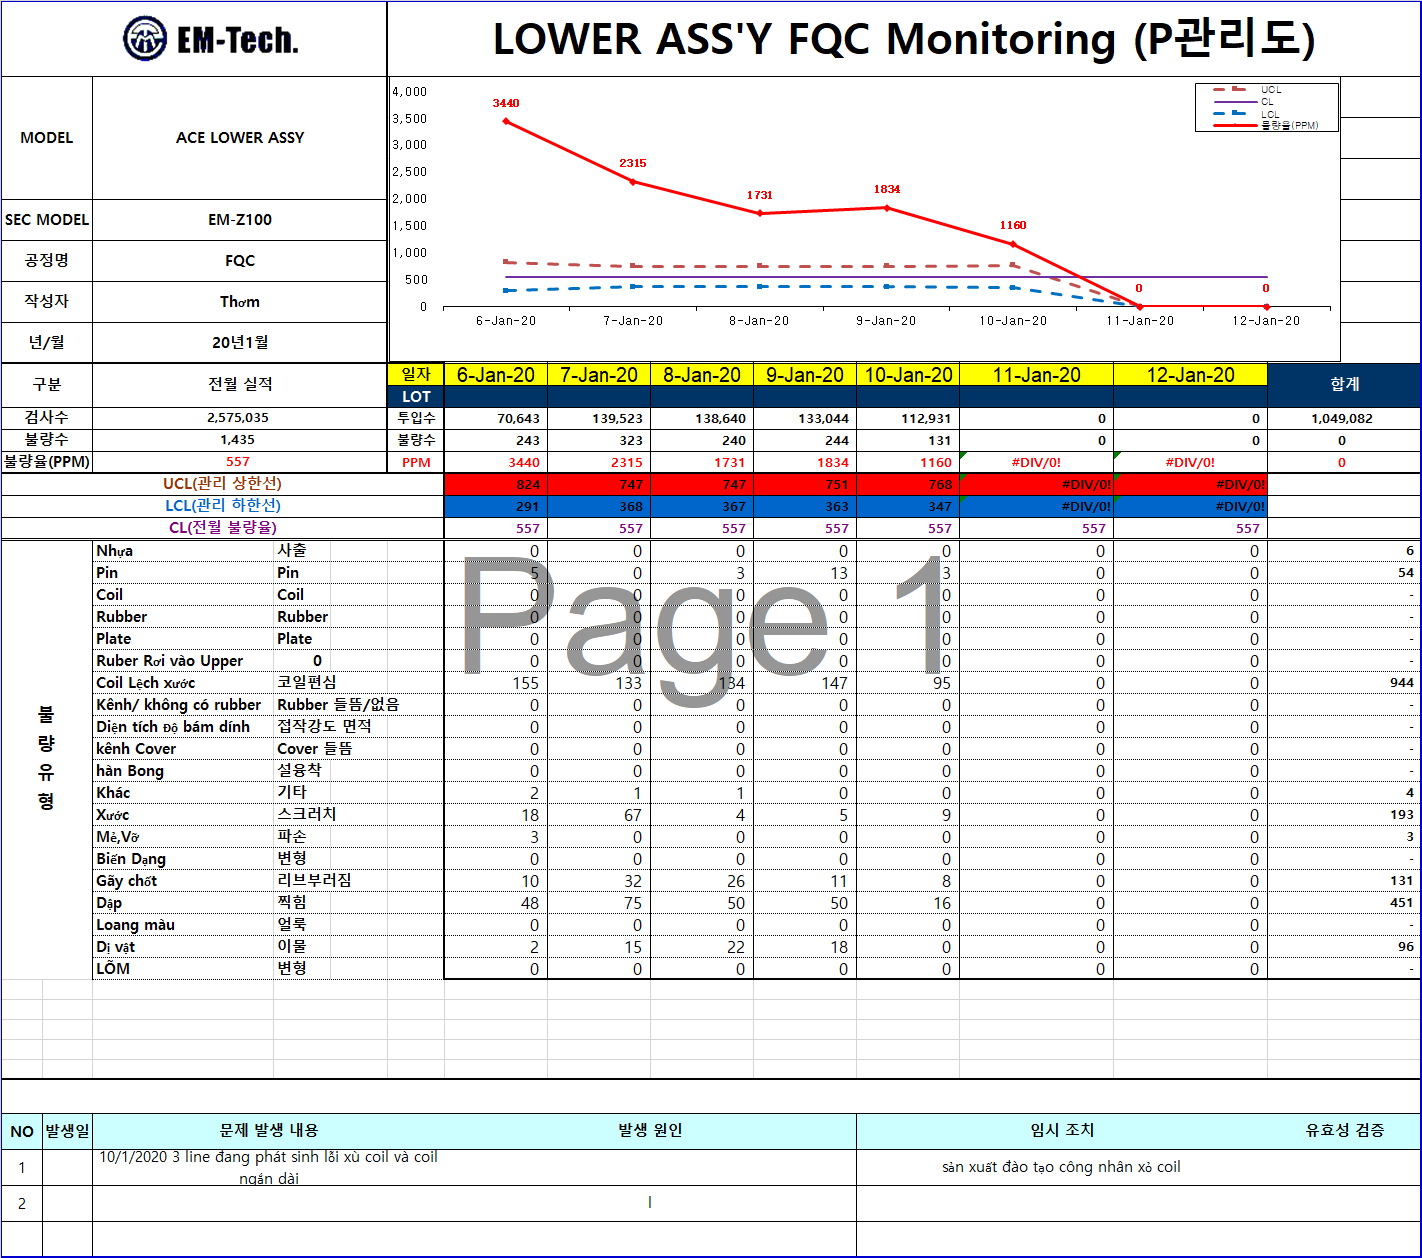 EM-Tech.
LOWER ASS'Y FQC Monitoring (P관리도)
MODEL ACE LOWER ASSY
SEC MODEL EM-Z100
공정명 FQC
작성자 Thơm
년/월 20년1월
4,000
3,500
3,000
2,500
2,000
1,500
1,000
500
0
3440 2315 1731 1834 1160 0 0
UCL
CL
LCL
불량율(PPM)
6-Jan-20 7-Jan-20 8-Jan-20 9-Jan-20 10-Jan-20 11-Jan-20 12-Jan-20
구분 전월 실적 일자 6-Jan-20 7-Jan-20 8-Jan-20 9-Jan-20 10-Jan-20 11-Jan-20 12-Jan-20 합계
LOT
검사수 2,575,035 투입수 70,643 139,523 138,640 133,044 112,931 0 0 1,049,082
불량수 1,435 불량수 243 323 240 244 131 0 0 0
불량율(PPM) 557 PPM 3440 2315 1731 1834 1160 #DIV/0! #DIV/0! 0
UCL(관리 상한선) 824 747 747 751 768 #DIV/0! #DIV/0!
LCL(관리 하한선) 291 368 367 363 347 #DIV/0! #DIV/0!
CL(전월 불량율) 557 557 557 557 557 557 557
불량유형
Nhựa 사출 0 0 0 0 0 0 0 6
Pin Pin 5 0 3 13 3 0 0 54
Coil Coil 0 0 0 0 0 0 0 -
Rubber Rubber 0 0 0 0 0 0 0 -
Plate Plate 0 0 0 0 0 0 0 -
Ruber Rơi vào Upper 0 0 0 0 0 0 0 0 -
Coil Lệch xước 코일편심 155 133 134 147 95 0 0 944
Kênh/ không có rubber Rubber 들뜸/없음 0 0 0 0 0 0 0 -
Diện tích Độ bám dính 접작강도 면적 0 0 0 0 0 0 0 -
kênh Cover Cover 들뜸 0 0 0 0 0 0 0 -
hàn Bong 설융착 0 0 0 0 0 0 0 -
Khác 기타 2 1 1 0 0 0 0 4
Xước 스크러치 18 67 4 5 9 0 0 193
Mẻ,Vỡ 파손 3 0 0 0 0 0 0 3
Biến Dạng 변형 0 0 0 0 0 0 0 -
Gãy chốt 리브부러짐 10 32 26 11 8 0 0 131
Dập 찍힘 48 75 50 50 16 0 0 451
Loang màu 얼룩 0 0 0 0 0 0 0 -
Dị vật 이물 2 15 22 18 0 0 0 96
LÕM 변형 0 0 0 0 0 0 0 -
Page 1
NO 발생일 문제 발생 내용 발생 원인 임시 조치 유효성 검증
1 10/1/2020 3 line đang phát sinh lỗi xù coil và coil
ngắn dài sản xuất đào tạo công nhân xỏ coil
2 l